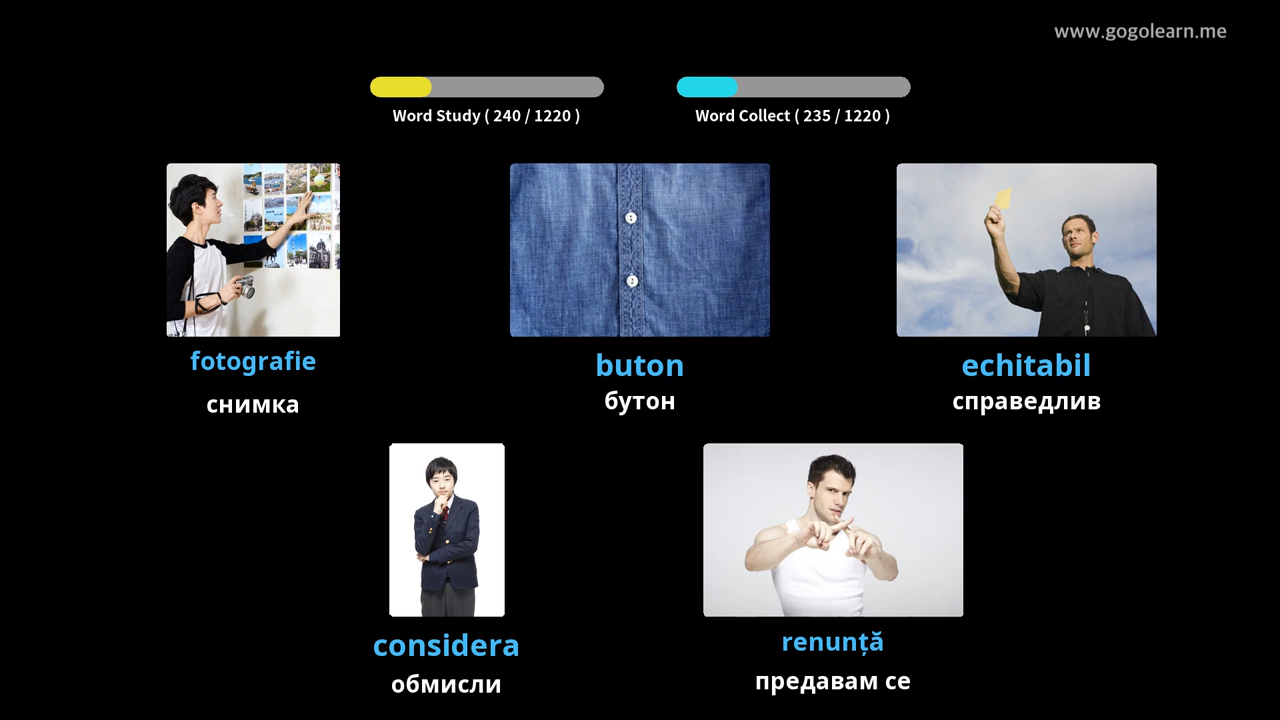 www.gogolearn.me
Word Study ( 240 / 1220 )
Word Collect ( 235 / 1220 )
fotografie
снимка
buton
бутон
echitabil
справедлив
considera
обмисли
renunță
предавам се